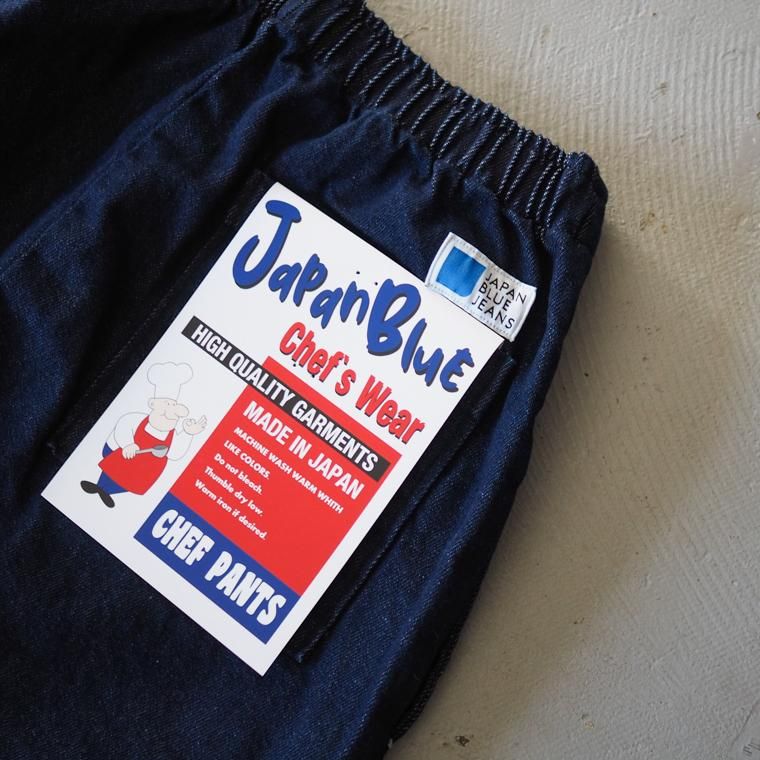 JapanBlue
Chef's Wear
HIGH QUALITY GARMENTS
MADE IN JAPAN
MACHINE WASH WARM WHITH
LIKE COLORS.
Do not bleach.
Thumble dry low.
Warm iron if desired.
CHEF PANTS
JAPAN
BLUE
JEANS